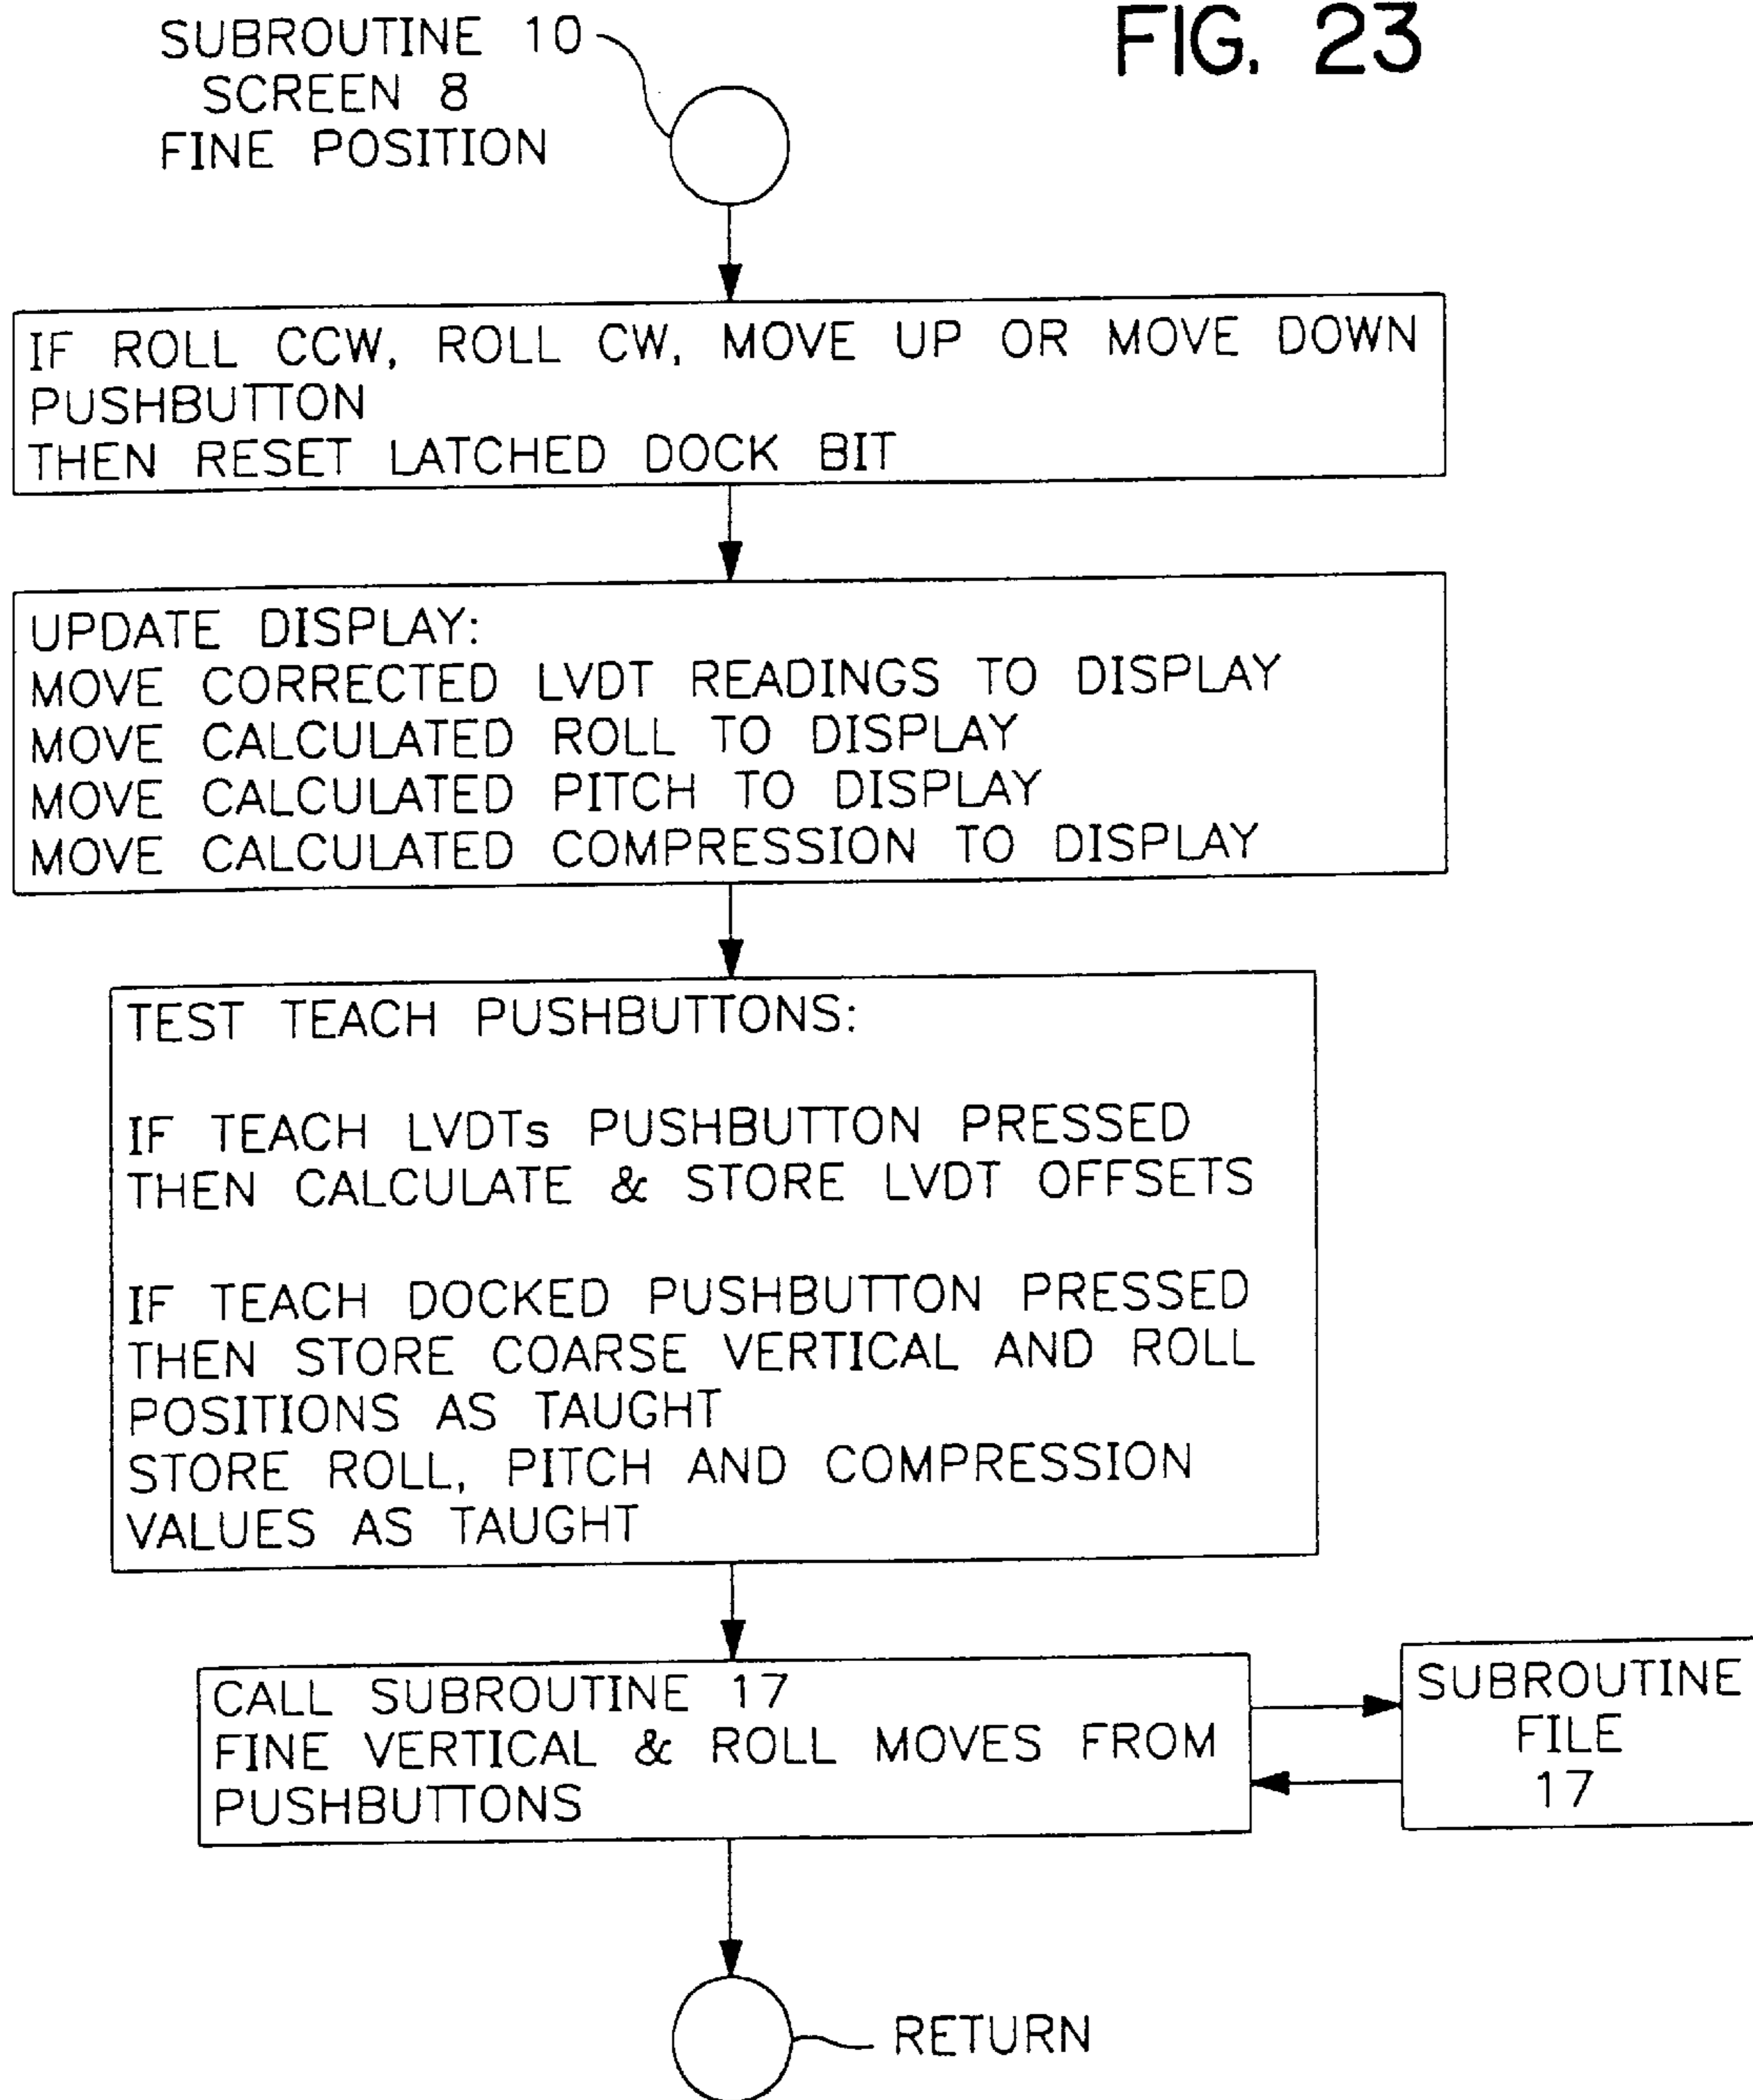 FIG. 23
SUBROUTINE 10
SCREEN 8
FINE POSITION
IF ROLL CCW, ROLL CW, MOVE UP OR MOVE DOWN
PUSHBUTTON
THEN RESET LATCHED DOCK BIT
UPDATE DISPLAY:
MOVE CORRECTED LVDT READINGS TO DISPLAY
MOVE CALCULATED ROLL TO DISPLAY
MOVE CALCULATED PITCH TO DISPLAY
MOVE CALCULATED COMPRESSION TO DISPLAY
TEST TEACH PUSHBUTTONS:
IF TEACH LVDTs PUSHBUTTON PRESSED
THEN CALCULATE & STORE LVDT OFFSETS
IF TEACH DOCKED PUSHBUTTON PRESSED
THEN STORE COARSE VERTICAL AND ROLL
POSITIONS AS TAUGHT
STORE ROLL, PITCH AND COMPRESSION
VALUES AS TAUGHT
CALL SUBROUTINE 17
FINE VERTICAL & ROLL MOVES FROM
PUSHBUTTONS
SUBROUTINE
FILE
17
RETURN